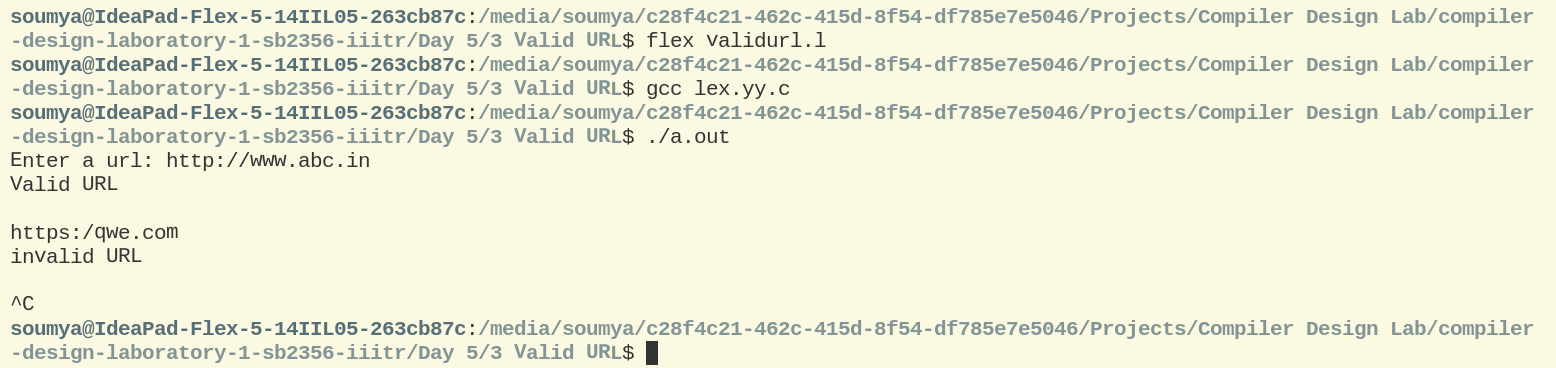 soumya@IdeaPad-Flex-5-14IIL05-263cb87c:/media/soumya/c28f4c21-462c-415d-8f54-df785e7e5046/Projects/Compiler Design Lab/compiler
-design-laboratory-1-sb2356-iiitr/Day 5/3 Valid URL$ flex validurl.l
soumya@IdeaPad-Flex-5-14IIL05-263cb87c:/media/soumya/c28f4c21-462c-415d-8f54-df785e7e5046/Projects/Compiler Design Lab/compiler
-design-laboratory-1-sb2356-iiitr/Day 5/3 Valid URL$ gcc lex.yy.c
soumya@IdeaPad-Flex-5-14IIL05-263cb87c:/media/soumya/c28f4c21-462c-415d-8f54-df785e7e5046/Projects/Compiler Design Lab/compiler
-design-laboratory-1-sb2356-iiitr/Day 5/3 Valid URL$ ./a.out
Enter a url: http://www.abc.in
Valid URL
https:/qwe.com
invalid URL
^C
soumya@IdeaPad-Flex-5-14IIL05-263cb87c:/media/soumya/c28f4c21-462c-415d-8f54-df785e7e5046/Projects/Compiler Design Lab/compiler
-design-laboratory-1-sb2356-iiitr/Day 5/3 Valid URL$